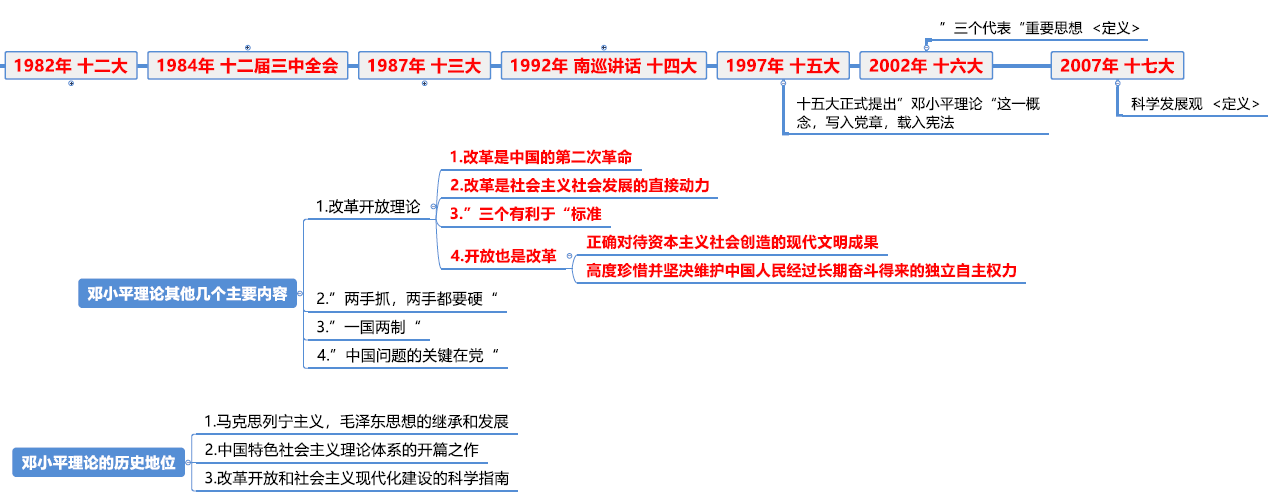 ”三个代表“重要思想 <定义>
1982年 十二大
1984年 十二届三中全会
1987年 十三大
1992年 南巡讲话 十四大
1997年 十五大
2002年 十六大
2007年 十七大
十五大正式提出”邓小平理论“这一概
念，写入党章，载入宪法
科学发展观 <定义>
邓小平理论其他几个主要内容
1.改革开放理论
1.改革是中国的第二次革命
2.改革是社会主义社会发展的直接动力
3.”三个有利于“标准
4.开放也是改革
正确对待资本主义社会创造的现代文明成果
高度珍惜并坚决维护中国人民经过长期奋斗得来的独立自主权力
2.”两手抓，两手都要硬“
3.”一国两制“
4.”中国问题的关键在党“
邓小平理论的历史地位
1.马克思列宁主义，毛泽东思想的继承和发展
2.中国特色社会主义理论体系的开篇之作
3.改革开放和社会主义现代化建设的科学指南